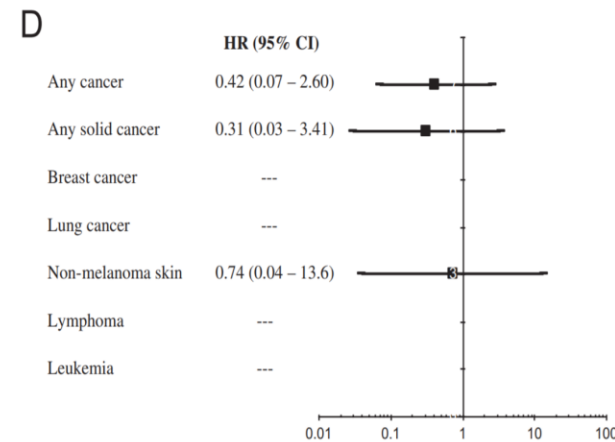 D
HR (95% CI)
Any cancer 0.42 (0.07 – 2.60)
Any solid cancer 0.31 (0.03 – 3.41)
Breast cancer ---
Lung cancer ---
Non-melanoma skin 0.74 (0.04 – 13.6)
Lymphoma ---
Leukemia ---
0.01 0.1 1 10 100